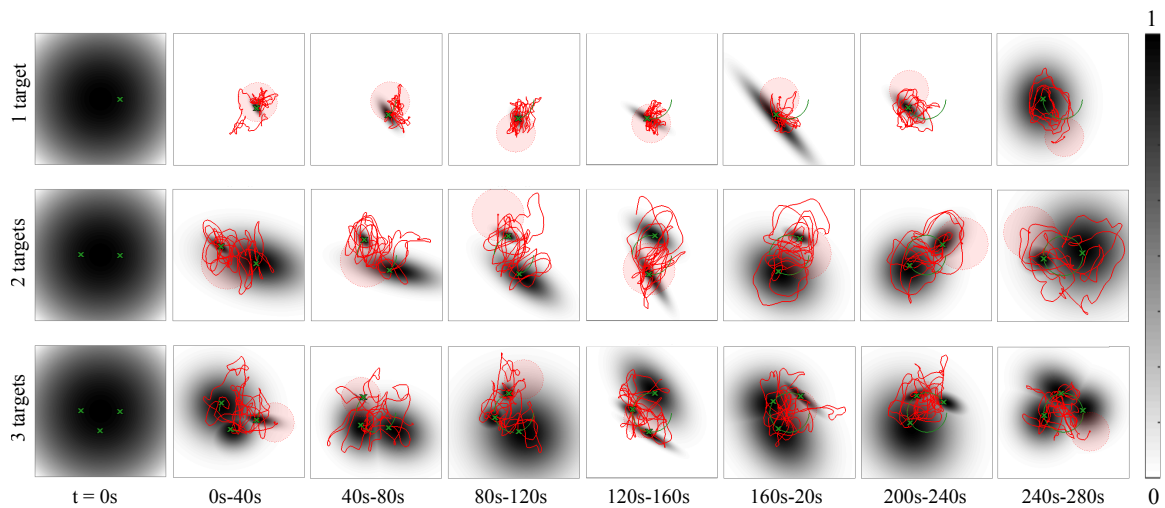 1
1 target
2 targets
3 targets
t = 0s
0s-40s
40s-80s
80s-120s
120s-160s
160s-20s
200s-240s
240s-280s
0